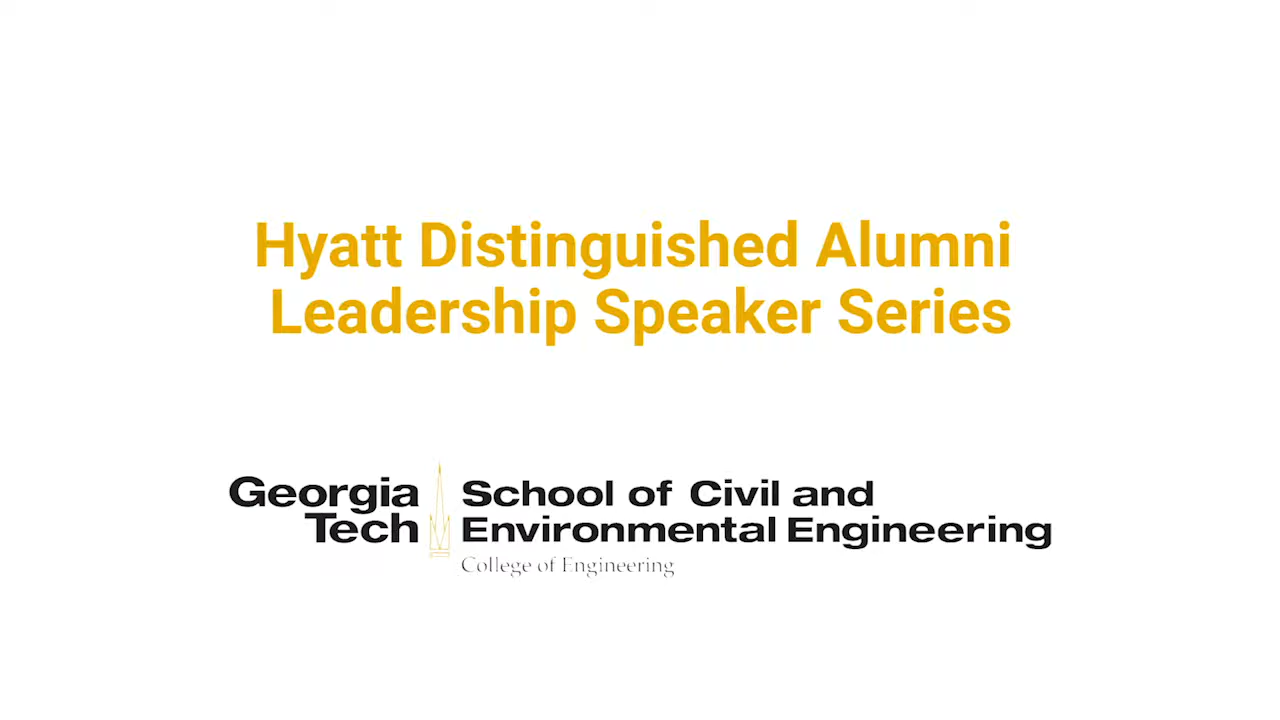 Hyatt Distinguished Alumni
Leadership Speaker Series
Georgia
Tech
School of Civil and
Environmental Engineering
College of Engineering